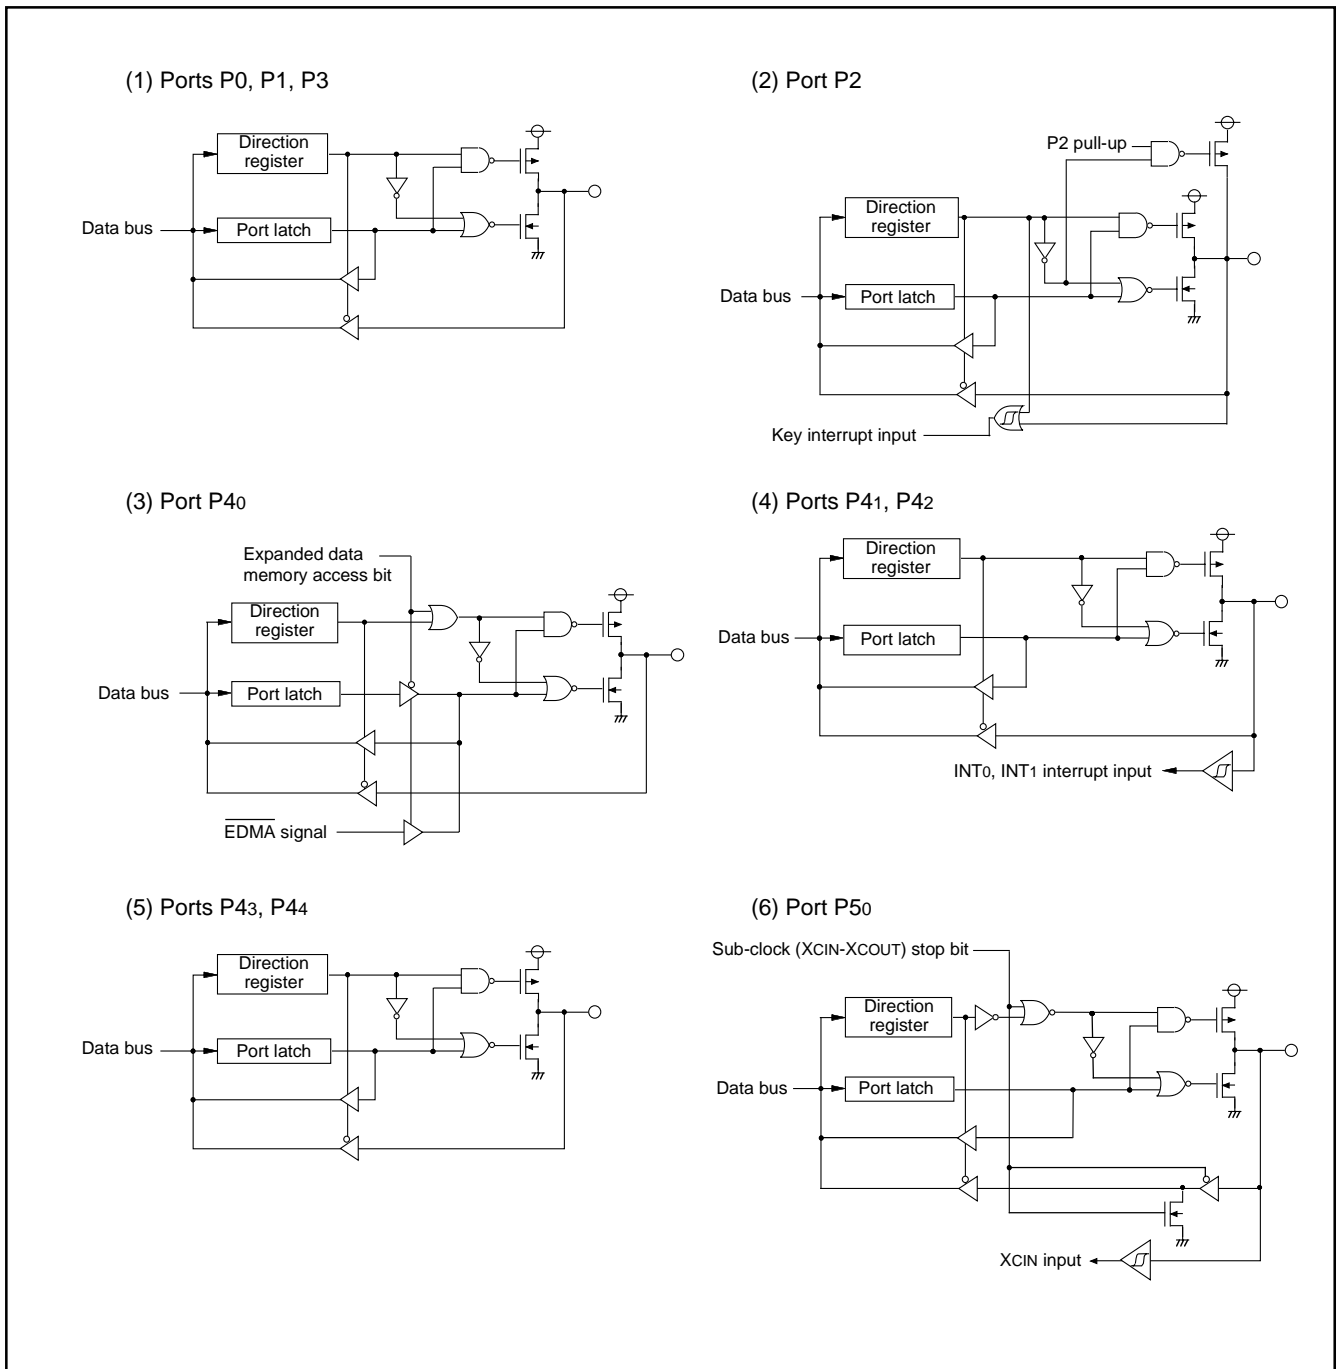 (1) Ports P0, P1, P3
Direction
register
Data bus
Port latch
(2) Port P2
P2 pull-up
Direction
register
Data bus
Port latch
Key interrupt input
(3) Port P40
Expanded data
memory access bit
Direction
register
Data bus
Port latch
EDMA signal
(4) Ports P41, P42
Direction
register
Data bus
Port latch
INT0, INT1 interrupt input
(5) Ports P43, P44
Direction
register
Data bus
Port latch
(6) Port P50
Sub-clock (XCIN-XCOUT) stop bit
Direction
register
Data bus
Port latch
XCIN input